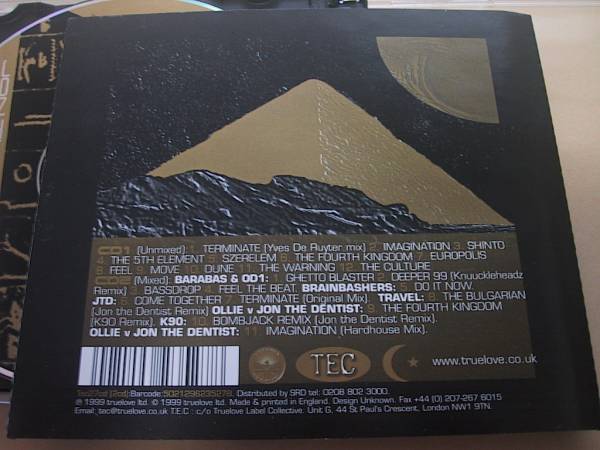 CD1 (Unmixed): 1. TERMINATE (Yves De Ruyter mix) 2. IMAGINATION 3. SHINTO
4. THE 5TH ELEMENT 5. SZERELEM 6. THE FOURTH KINGDOM 7. EUROPOLIS
8. FEEL 9. MOVE 10. DUNE 11. THE WARNING 12. THE CULTURE
CD2 (Mixed): BARABAS & OD1: 1. GHETTO BLASTER 2. DEEPER 99 (Knuuckleheadz
Remix) 3. BASSDROP 4. FEEL THE BEAT. BRAINBASHERS: 5. DO IT NOW.
JTD: 6. COME TOGETHER 7. TERMINATE (Original Mix). TRAVEL: 8. THE BULGARIAN
(Jon the Dentist Remix) OLLIE v JON THE DENTIST: 9. THE FOURTH KINGDOM
(K90 Remix). K90: 10. BOMBJACK REMIX (Jon the Dentist Remix).
OLLIE v JON THE DENTIST: 11. IMAGINATION (Hardhouse Mix).
TEC
www.truelove.co.uk
Barcode:5021296235278. Distributed by SRD tel: 0208 802 3000.
℗ 1999 truelove ltd. © 1999 truelove ltd. Made & printed in England. Design Unknown. Fax +44 (0) 207-267 6015
Email: tec@truelove.co.uk T.E.C : c/o Truelove Label Collective. Unit G, 44 St Paul's Crescent, London NW1 9TN.